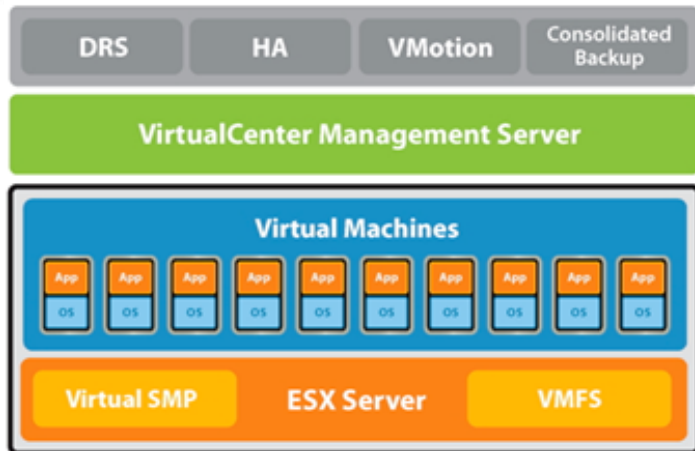 DRS HA VMotion Consolidated
Backup
VirtualCenter Management Server
Virtual Machines
App App App App App App App App App App
OS OS OS OS OS OS OS OS OS OS
Virtual SMP ESX Server VMFS